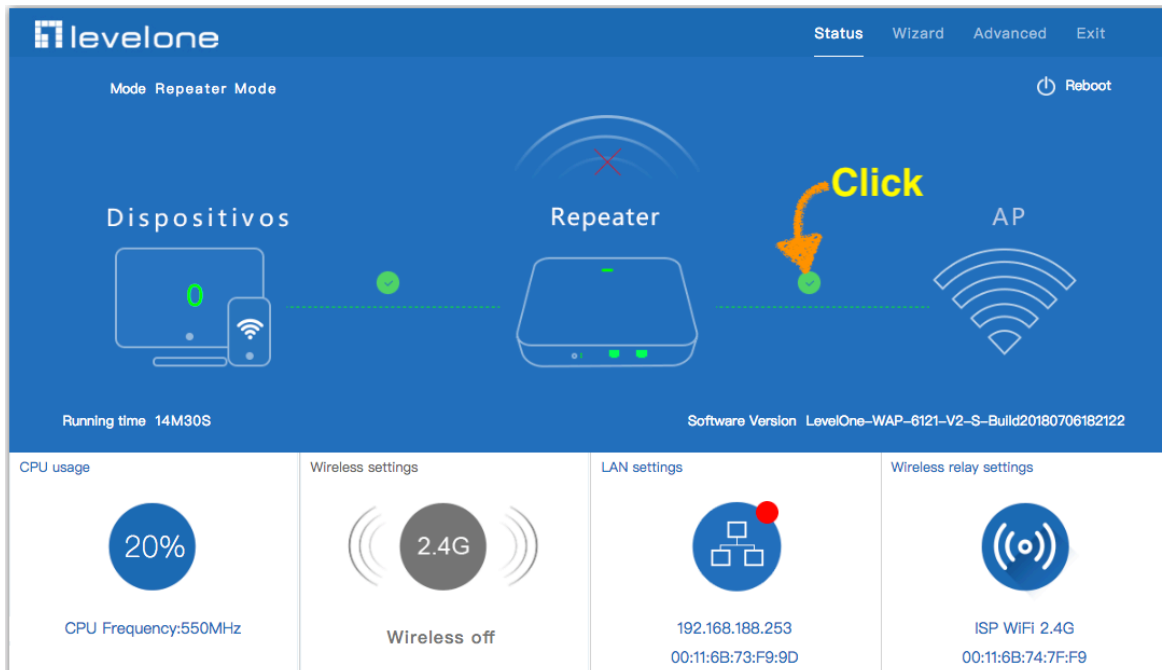 levelone
Status Wizard Advanced Exit
Mode Repeater Mode
Reboot
Click
Dispositivos
Repeater
AP
0
Running time 14M30S
Software Version LevelOne-WAP-6121-V2-S-Build20180706182122
CPU usage
Wireless settings
LAN settings
Wireless relay settings
20%
2.4G
CPU Frequency:550MHz
Wireless off
192.168.188.253
ISP WiFi 2.4G
00:11:6B:73:F9:9D
00:11:6B:74:7F:F9